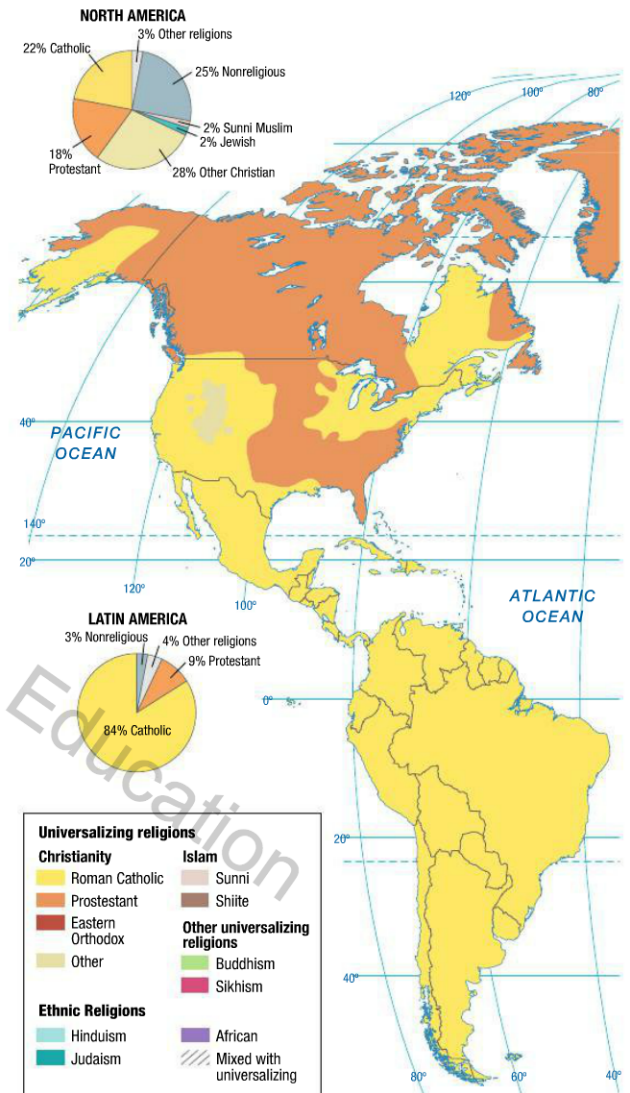 NORTH AMERICA
3% Other religions
22% Catholic
25% Nonreligious
2% Sunni Muslim
2% Jewish
18%
Protestant
28% Other Christian
120°
100°
80°
40°
PACIFIC
OCEAN
140°
20°
120°
100°
ATLANTIC
OCEAN
LATIN AMERICA
3% Nonreligious
4% Other religions
9% Protestant
84% Catholic
0°
20°
40°
80°
60°
40°
Education
Universalizing religions
Christianity
Roman Catholic
Prostestant
Eastern
Orthodox
Other
Islam
Sunni
Shiite
Other universalizing
religions
Buddhism
Sikhism
Ethnic Religions
Hinduism
Judaism
African
Mixed with
universalizing